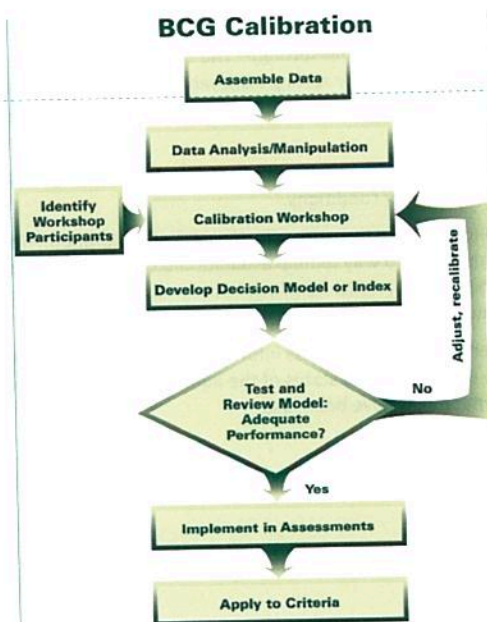 BCG Calibration
Assemble Data
Data Analysis/Manipulation
Identify
Workshop
Participants
Calibration Workshop
Adjust, recalibrate
Develop Decision Model or Index
Test and
Review Model:
Adequate
Performance?
No
Yes
Implement in Assessments
Apply to Criteria